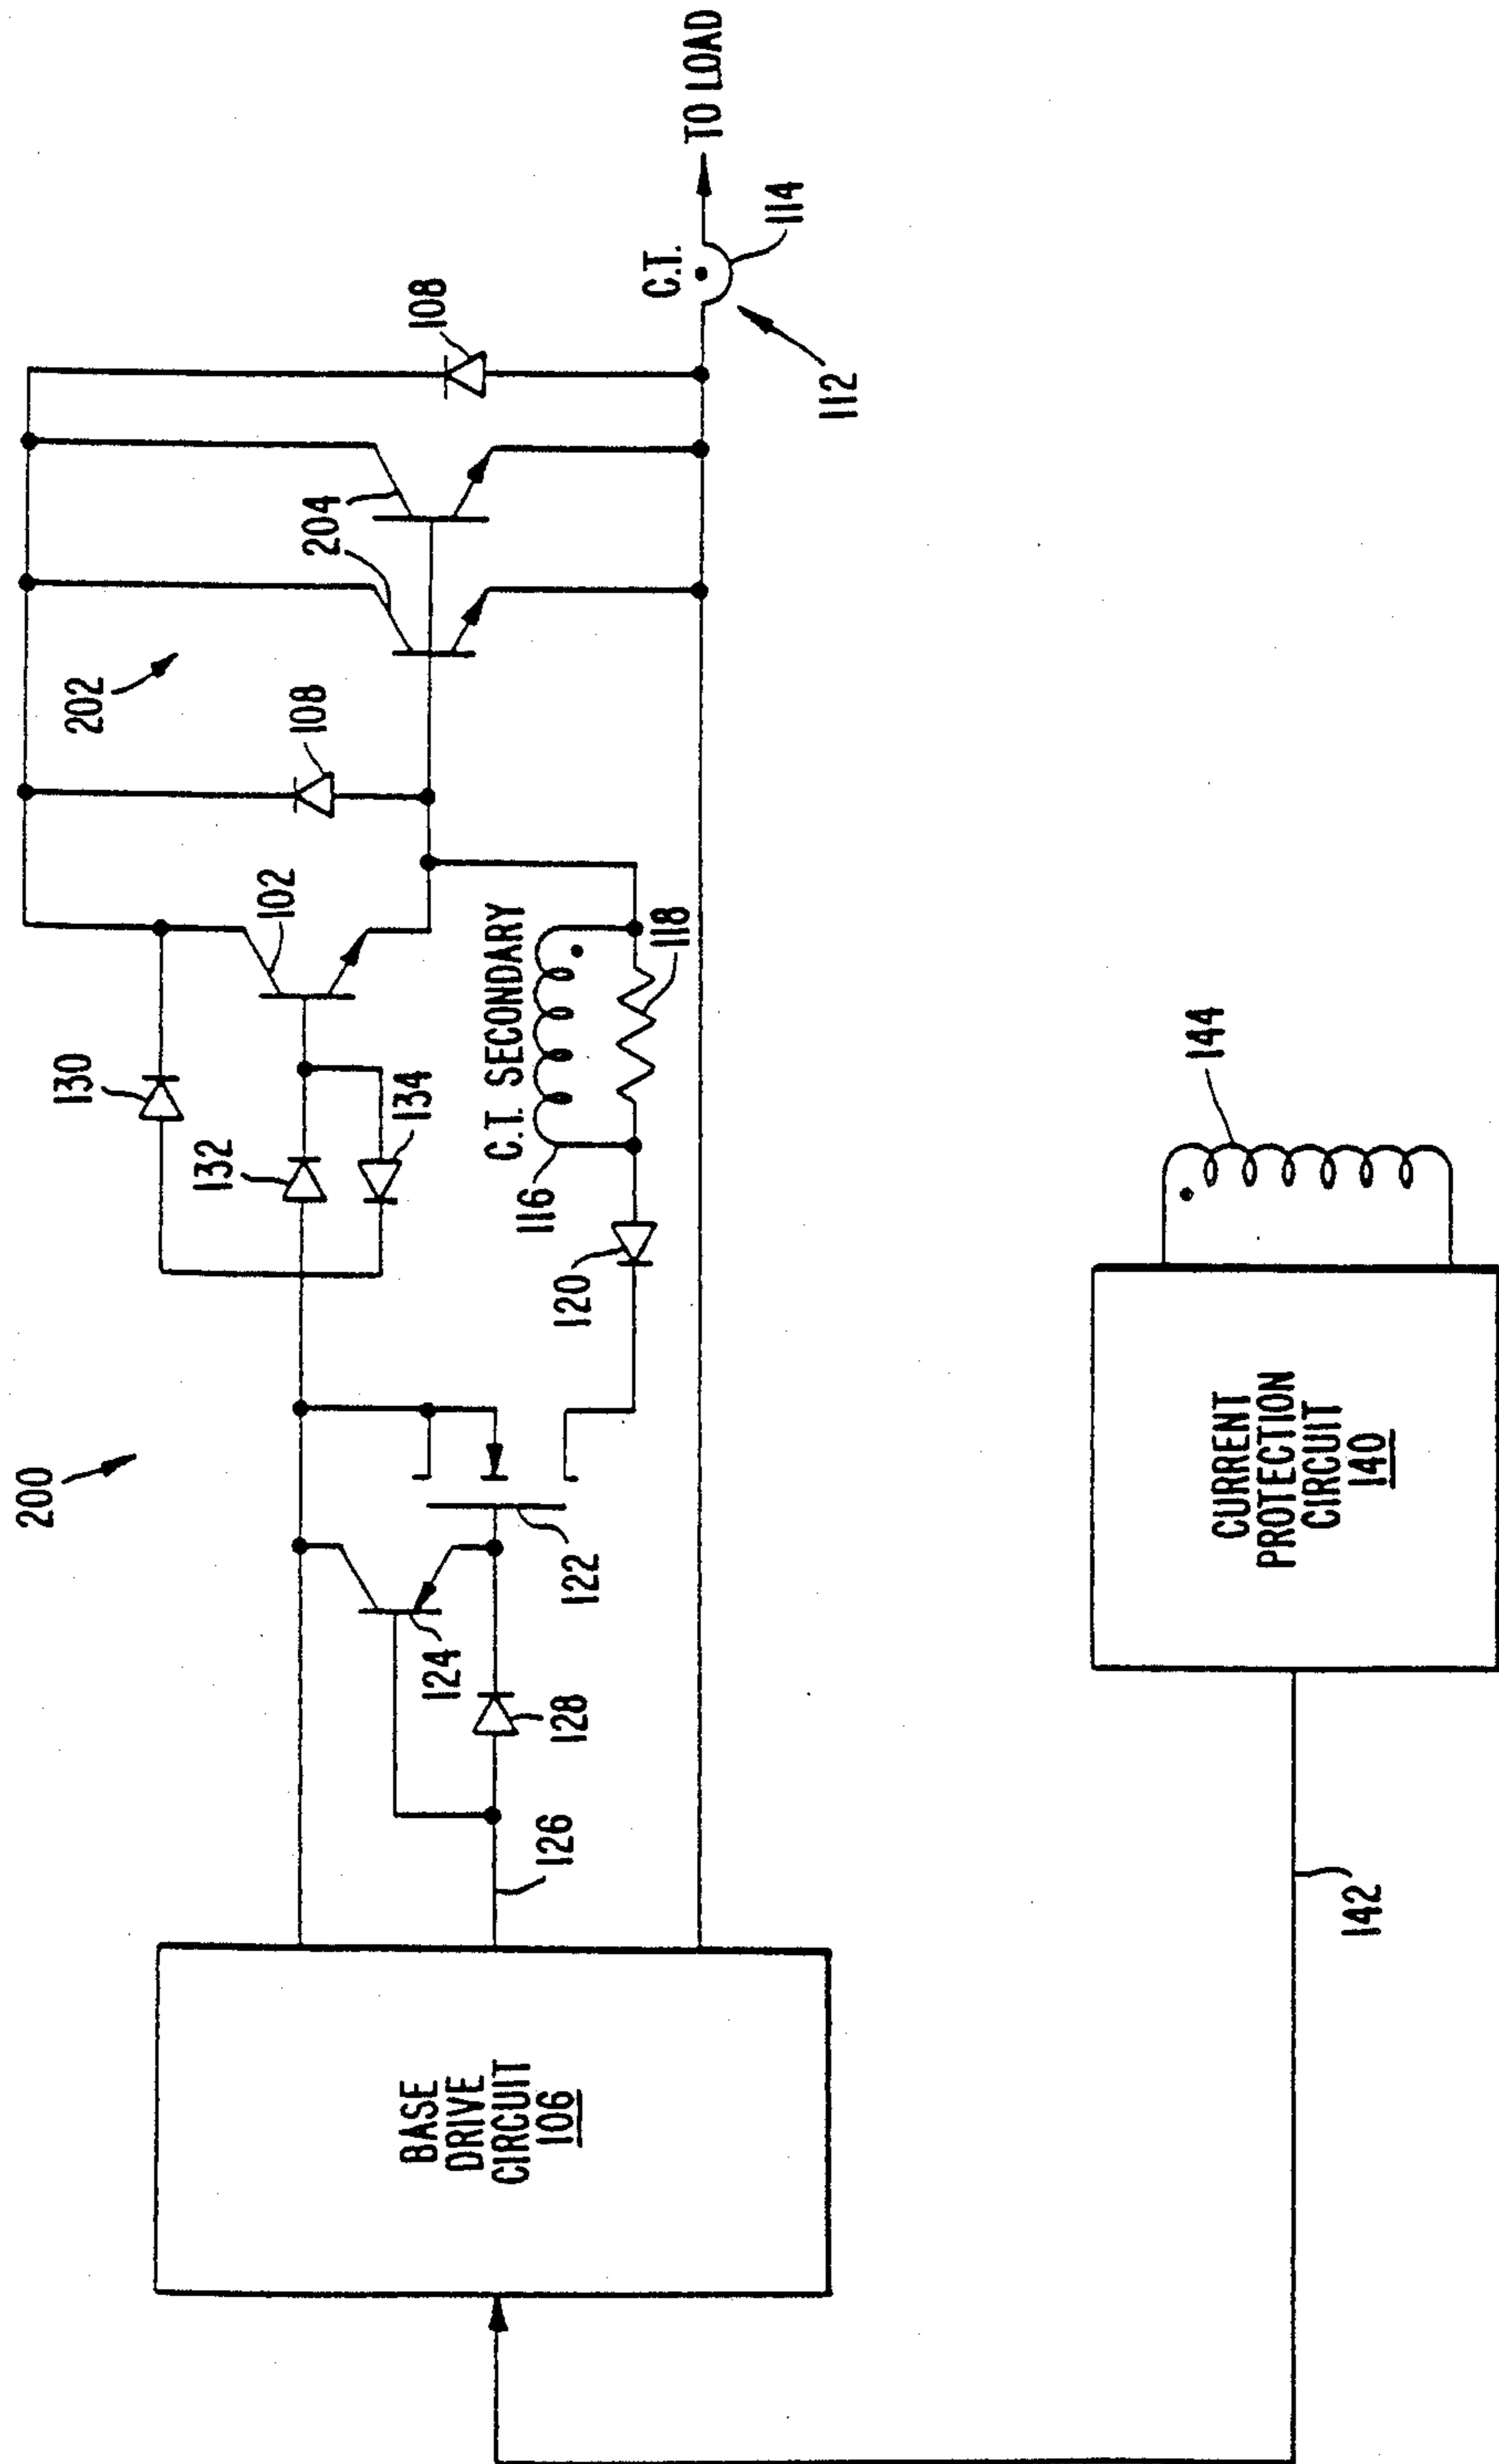 200
202
204
108
108
102
130
132
134
C.T. SECONDARY
116
118
120
122
124
128
126
C.T.
TO LOAD
114
112
BASE
DRIVE
CIRCUIT
106
CURRENT
PROTECTION
CIRCUIT
140
142
144